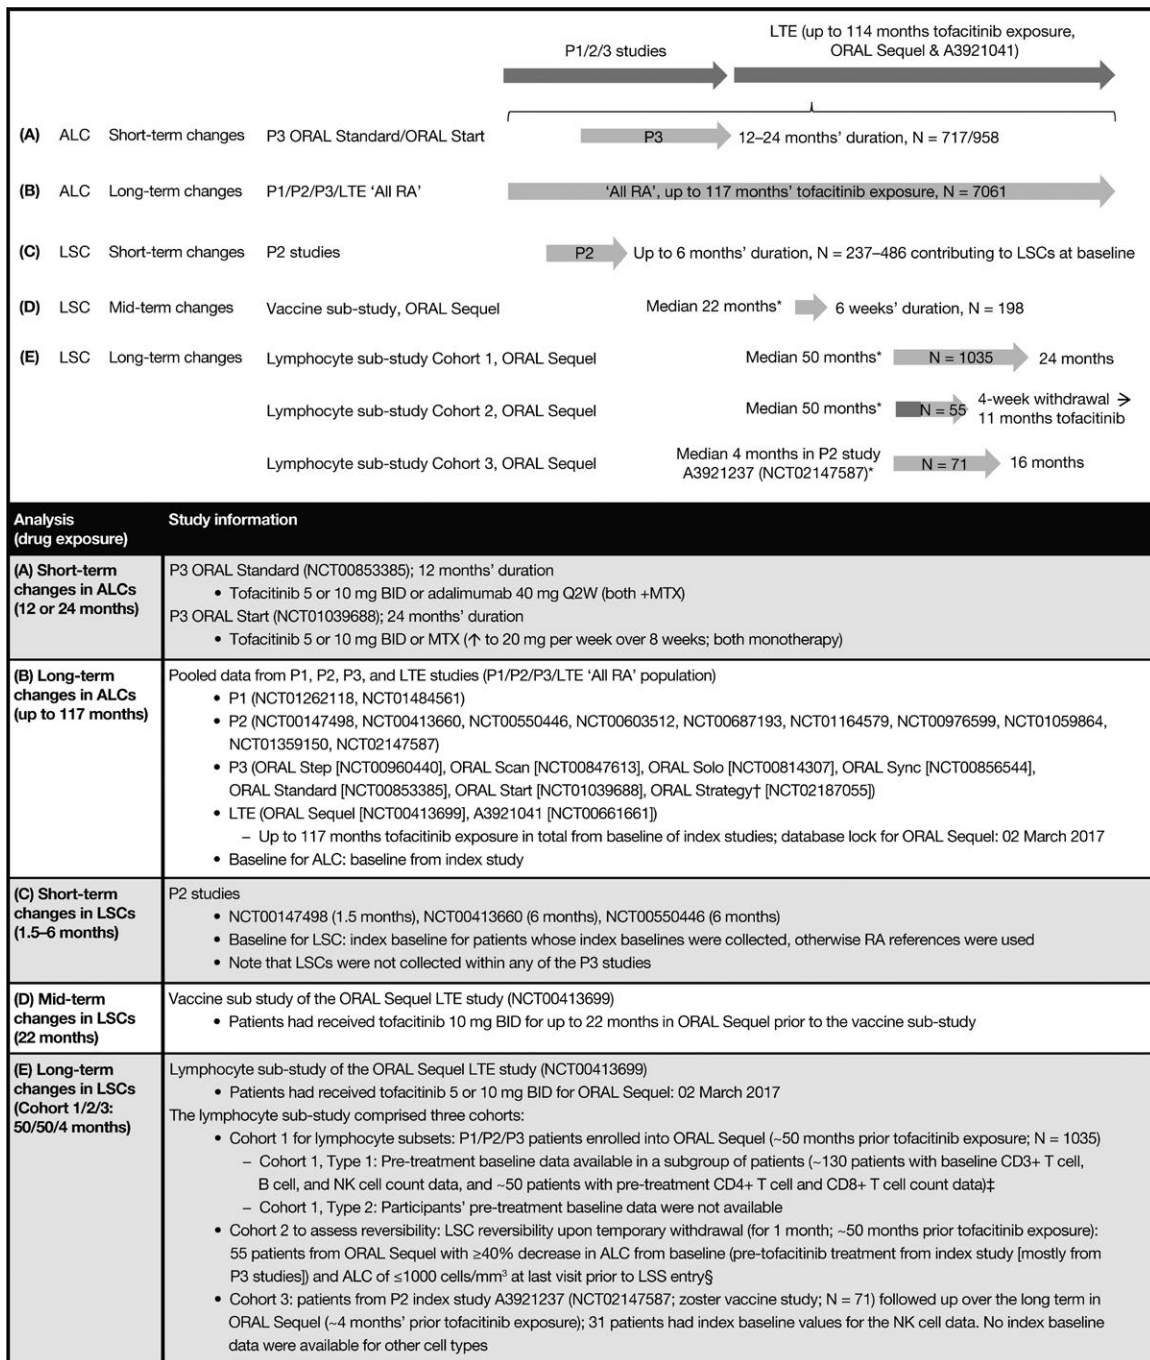 LTE (up to 114 months tofacitinib exposure,
P1/2/3 studies
ORAL Sequel & A3921041)
(A) ALC Short-term changes P3 ORAL Standard/ORAL Start P3 12–24 months' duration, N = 717/958
(B) ALC Long-term changes P1/P2/P3/LTE 'All RA' 'All RA', up to 117 months' tofacitinib exposure, N = 7061
(C) LSC Short-term changes P2 studies P2 Up to 6 months' duration, N = 237–486 contributing to LSCs at baseline
(D) LSC Mid-term changes Vaccine sub-study, ORAL Sequel Median 22 months* 6 weeks' duration, N = 198
(E) LSC Long-term changes Lymphocyte sub-study Cohort 1, ORAL Sequel Median 50 months* N = 1035 24 months
Lymphocyte sub-study Cohort 2, ORAL Sequel Median 50 months* N = 55 4-week withdrawal →
11 months tofacitinib
Lymphocyte sub-study Cohort 3, ORAL Sequel Median 4 months in P2 study
A3921237 (NCT02147587)* N = 71 16 months
Analysis
(drug exposure)
Study information
(A) Short-term
changes in ALCs
(12 or 24 months)
P3 ORAL Standard (NCT00853385); 12 months' duration
• Tofacitinib 5 or 10 mg BID or adalimumab 40 mg Q2W (both +MTX)
P3 ORAL Start (NCT01039688); 24 months' duration
• Tofacitinib 5 or 10 mg BID or MTX (↑ to 20 mg per week over 8 weeks; both monotherapy)
(B) Long-term
changes in ALCs
(up to 117 months)
Pooled data from P1, P2, P3, and LTE studies (P1/P2/P3/LTE 'All RA' population)
• P1 (NCT01262118, NCT01484561)
• P2 (NCT00147498, NCT00413660, NCT00550446, NCT00603512, NCT00687193, NCT01164579, NCT00976599, NCT01059864,
NCT01359150, NCT02147587)
• P3 (ORAL Step [NCT00960440], ORAL Scan [NCT00847613], ORAL Solo [NCT00814307], ORAL Sync [NCT00856544],
ORAL Standard [NCT00853385], ORAL Start [NCT01039688], ORAL Strategy† [NCT02187055])
• LTE (ORAL Sequel [NCT00413699], A3921041 [NCT00661661])
– Up to 117 months tofacitinib exposure in total from baseline of index studies; database lock for ORAL Sequel: 02 March 2017
• Baseline for ALC: baseline from index study
(C) Short-term
changes in LSCs
(1.5–6 months)
P2 studies
• NCT00147498 (1.5 months), NCT00413660 (6 months), NCT00550446 (6 months)
• Baseline for LSC: index baseline for patients whose index baselines were collected, otherwise RA references were used
• Note that LSCs were not collected within any of the P3 studies
(D) Mid-term
changes in LSCs
(22 months)
Vaccine sub study of the ORAL Sequel LTE study (NCT00413699)
• Patients had received tofacitinib 10 mg BID for up to 22 months in ORAL Sequel prior to the vaccine sub-study
(E) Long-term
changes in LSCs
(Cohort 1/2/3:
50/50/4 months)
Lymphocyte sub-study of the ORAL Sequel LTE study (NCT00413699)
• Patients had received tofacitinib 5 or 10 mg BID for ORAL Sequel: 02 March 2017
The lymphocyte sub-study comprised three cohorts:
• Cohort 1 for lymphocyte subsets: P1/P2/P3 patients enrolled into ORAL Sequel (~50 months prior tofacitinib exposure; N = 1035)
– Cohort 1, Type 1: Pre-treatment baseline data available in a subgroup of patients (~130 patients with baseline CD3+ T cell,
B cell, and NK cell count data, and ~50 patients with pre-treatment CD4+ T cell and CD8+ T cell count data)‡
– Cohort 1, Type 2: Participants' pre-treatment baseline data were not available
• Cohort 2 to assess reversibility: LSC reversibility upon temporary withdrawal (for 1 month; ~50 months prior tofacitinib exposure):
55 patients from ORAL Sequel with ≥40% decrease in ALC from baseline (pre-tofacitinib treatment from index study [mostly from
P3 studies]) and ALC of ≤1000 cells/mm³ at last visit prior to LSS entry§
• Cohort 3: patients from P2 index study A3921237 (NCT02147587; zoster vaccine study; N = 71) followed up over the long term in
ORAL Sequel (~4 months' prior tofacitinib exposure); 31 patients had index baseline values for the NK cell data. No index baseline
data were available for other cell types